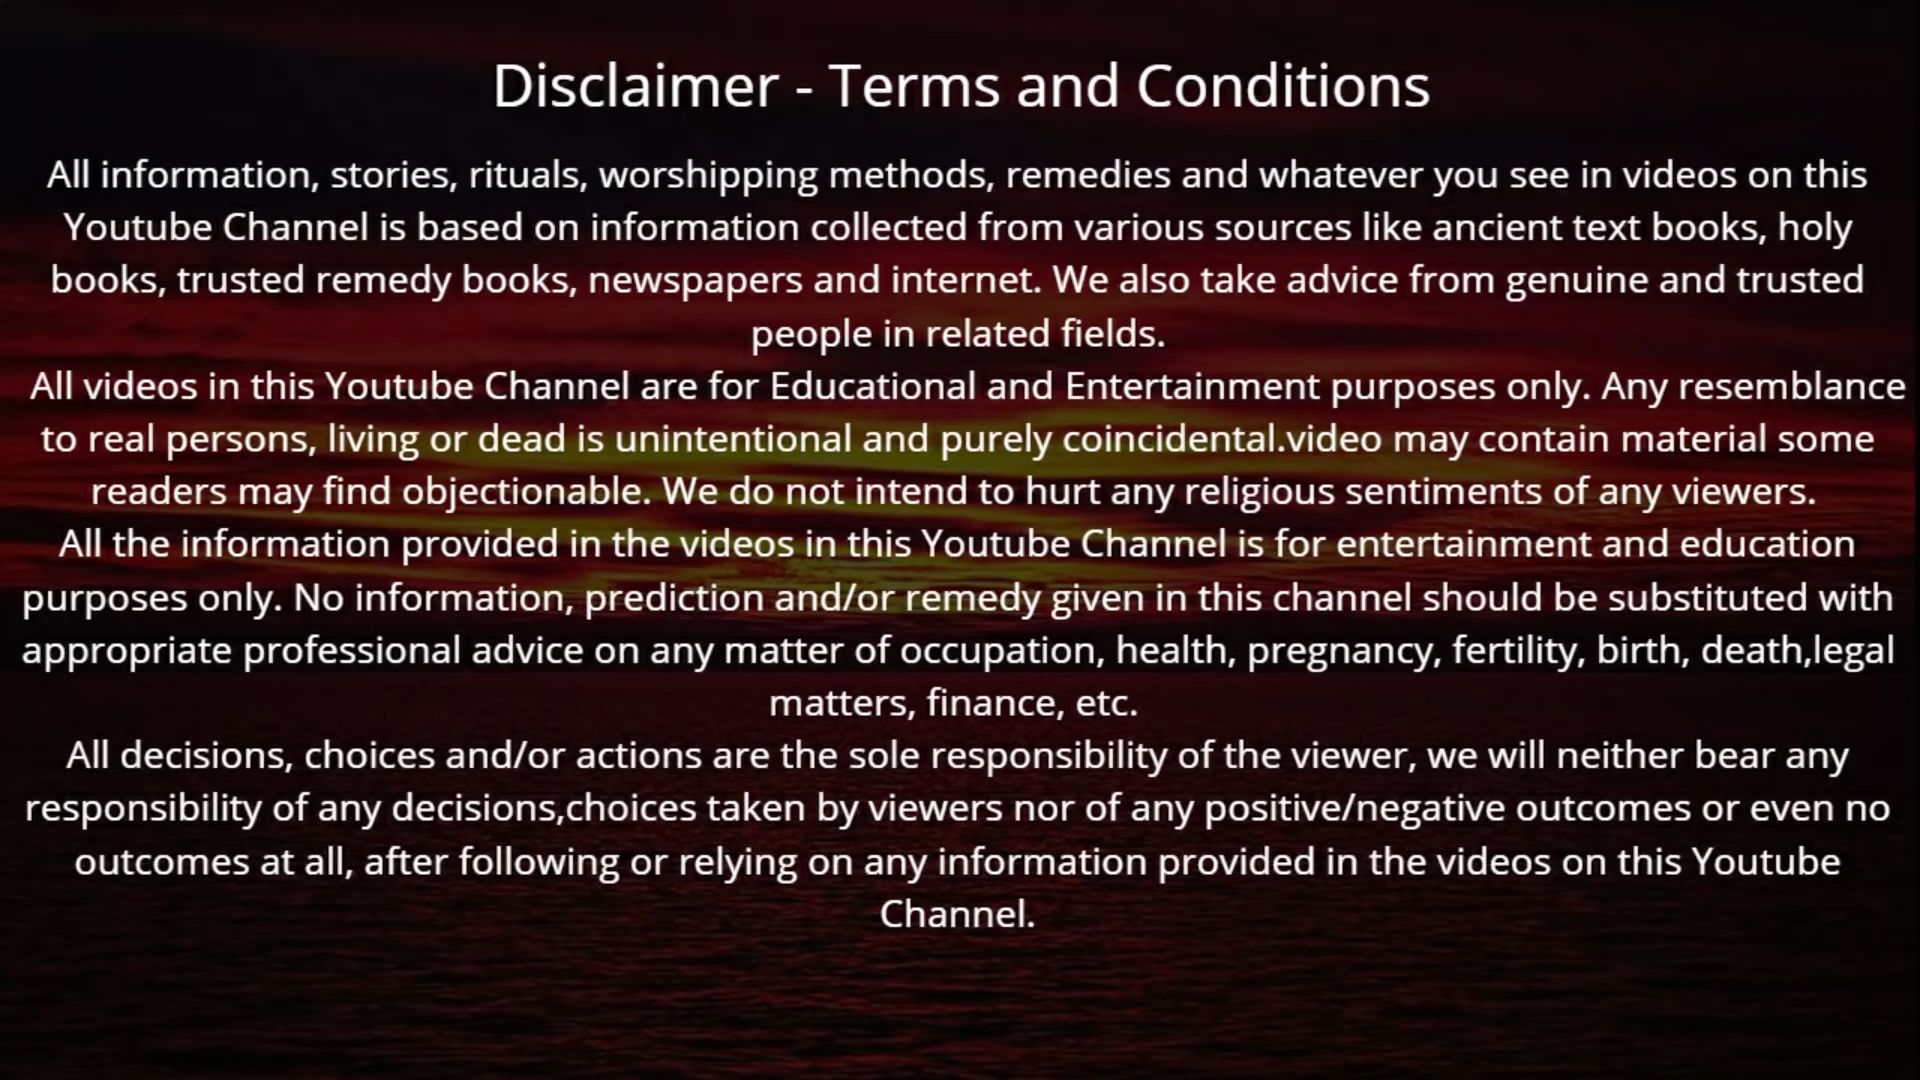 Disclaimer - Terms and Conditions
All information, stories, rituals, worshipping methods, remedies and whatever you see in videos on this
Youtube Channel is based on information collected from various sources like ancient text books, holy
books, trusted remedy books, newspapers and internet. We also take advice from genuine and trusted
people in related fields.
All videos in this Youtube Channel are for Educational and Entertainment purposes only. Any resemblance
to real persons, living or dead is unintentional and purely coincidental.video may contain material some
readers may find objectionable. We do not intend to hurt any religious sentiments of any viewers.
All the information provided in the videos in this Youtube Channel is for entertainment and education
purposes only. No information, prediction and/or remedy given in this channel should be substituted with
appropriate professional advice on any matter of occupation, health, pregnancy, fertility, birth, death,legal
matters, finance, etc.
All decisions, choices and/or actions are the sole responsibility of the viewer, we will neither bear any
responsibility of any decisions,choices taken by viewers nor of any positive/negative outcomes or even no
outcomes at all, after following or relying on any information provided in the videos on this Youtube
Channel.